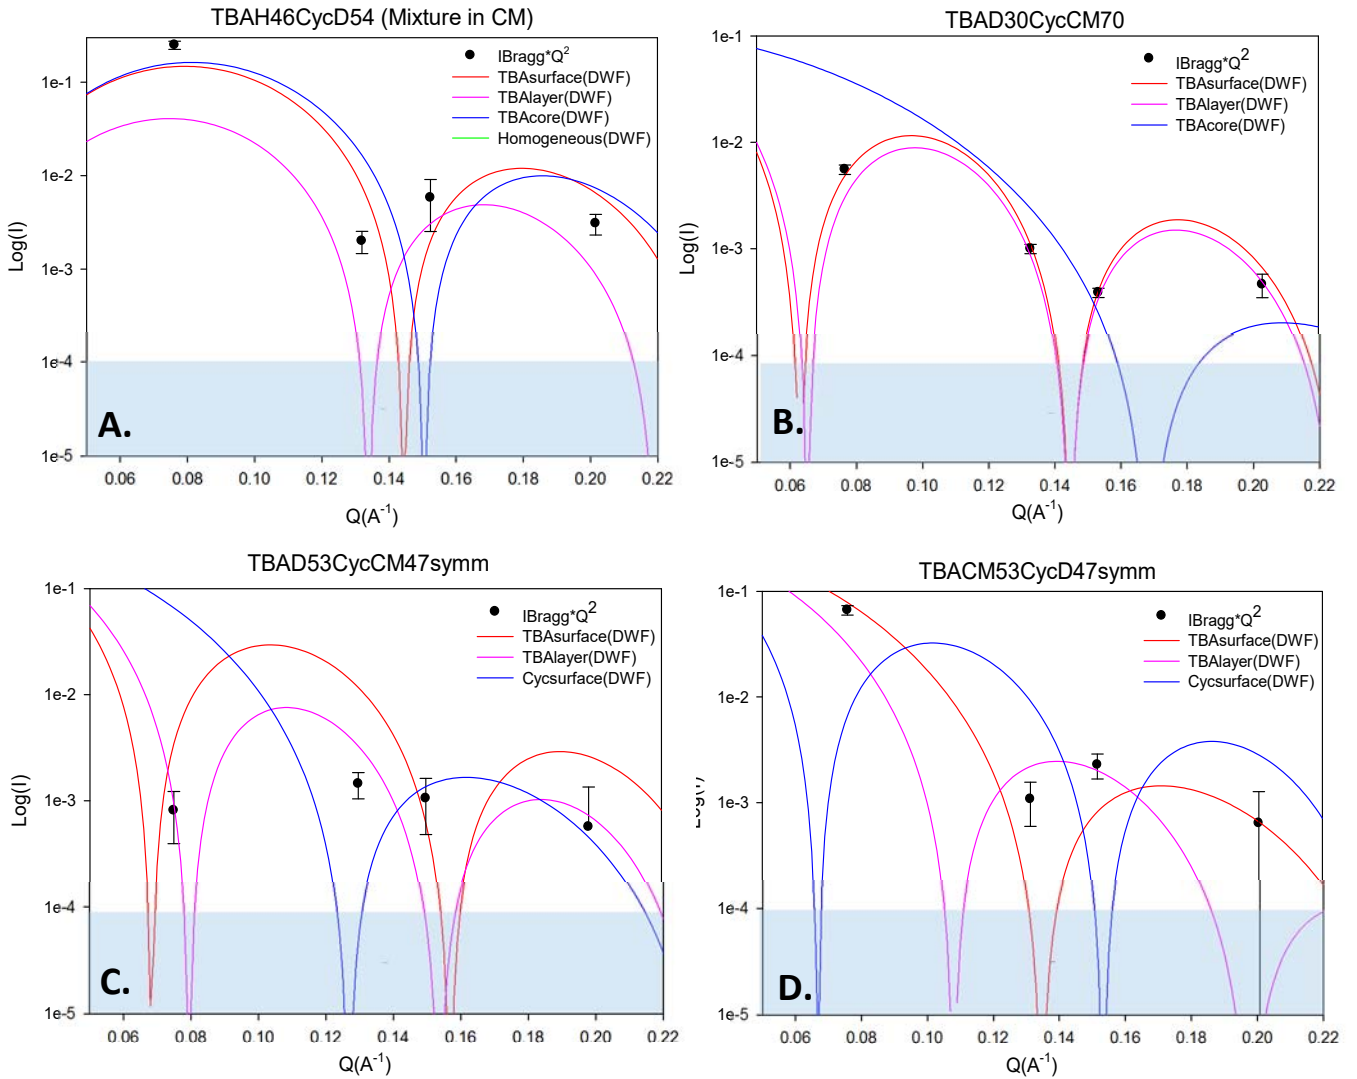 TBAH46CycD54 (Mixture in CM)
IBragg*Q²
TBAsurface(DWF)
TBAlayer(DWF)
TBAcore(DWF)
Homogeneous(DWF)
Log(I)
1e-1
1e-2
1e-3
1e-4
1e-5
A.
0.06 0.08 0.10 0.12 0.14 0.16 0.18 0.20 0.22
Q(A⁻¹)
TBAD30CycCM70
IBragg*Q²
TBAsurface(DWF)
TBAlayer(DWF)
TBAcore(DWF)
Log(I)
1e-1
1e-2
1e-3
1e-4
1e-5
B.
0.06 0.08 0.10 0.12 0.14 0.16 0.18 0.20 0.22
Q(A⁻¹)
TBAD53CycCM47symm
IBragg*Q²
TBAsurface(DWF)
TBAlayer(DWF)
Cycsurface(DWF)
Log(I)
1e-1
1e-2
1e-3
1e-4
1e-5
C.
0.06 0.08 0.10 0.12 0.14 0.16 0.18 0.20 0.22
Q(A⁻¹)
TBACM53CycD47symm
IBragg*Q²
TBAsurface(DWF)
TBAlayer(DWF)
Cycsurface(DWF)
1e-1
1e-2
1e-3
1e-4
1e-5
D.
0.06 0.08 0.10 0.12 0.14 0.16 0.18 0.20 0.22
Q(A⁻¹)